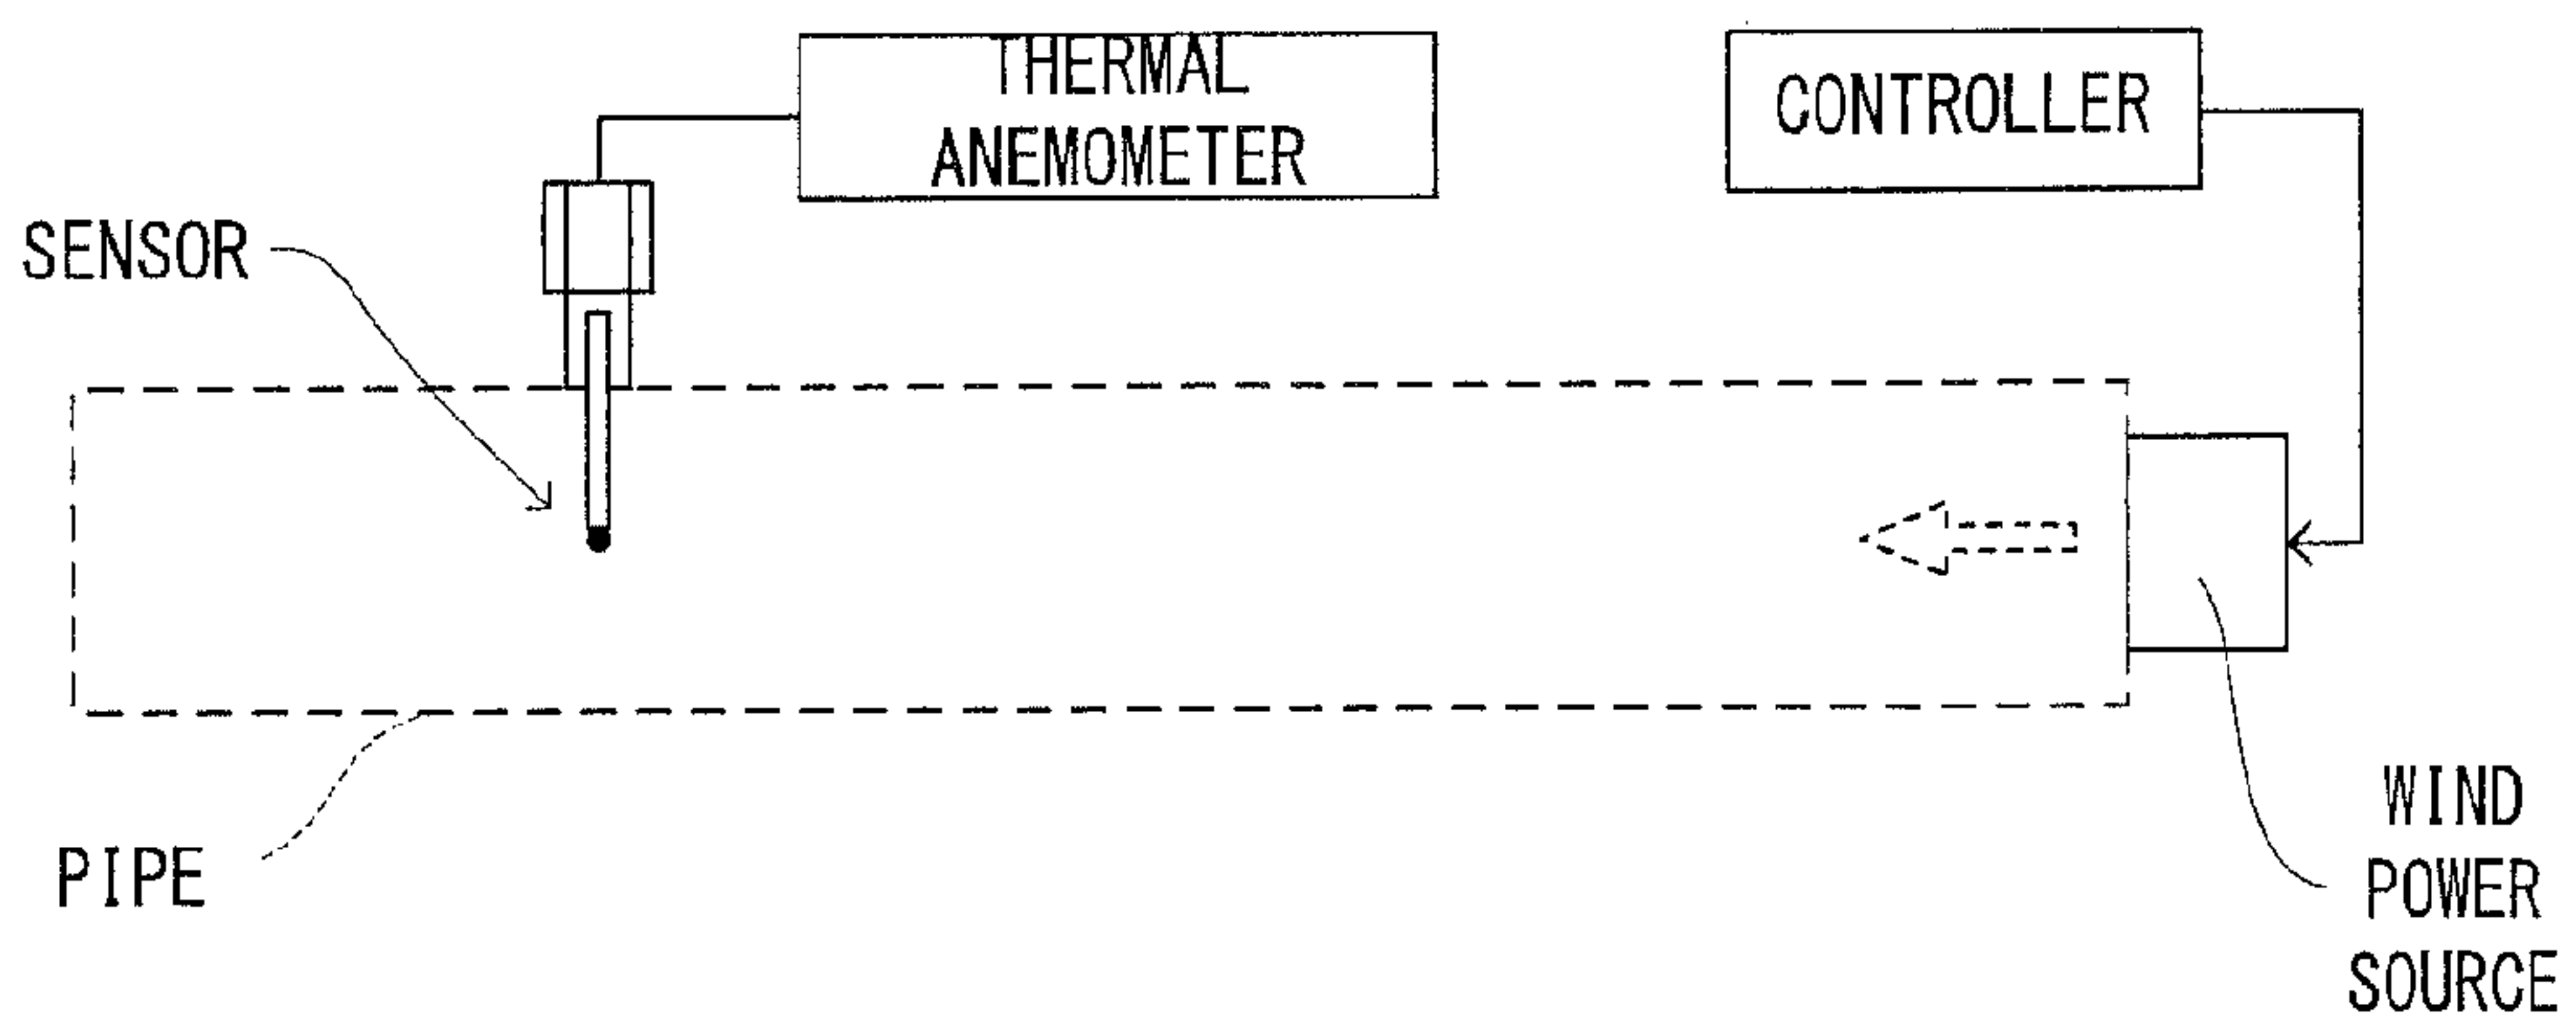 THERMAL
ANEMOMETER
CONTROLLER
SENSOR
PIPE
WIND
POWER
SOURCE